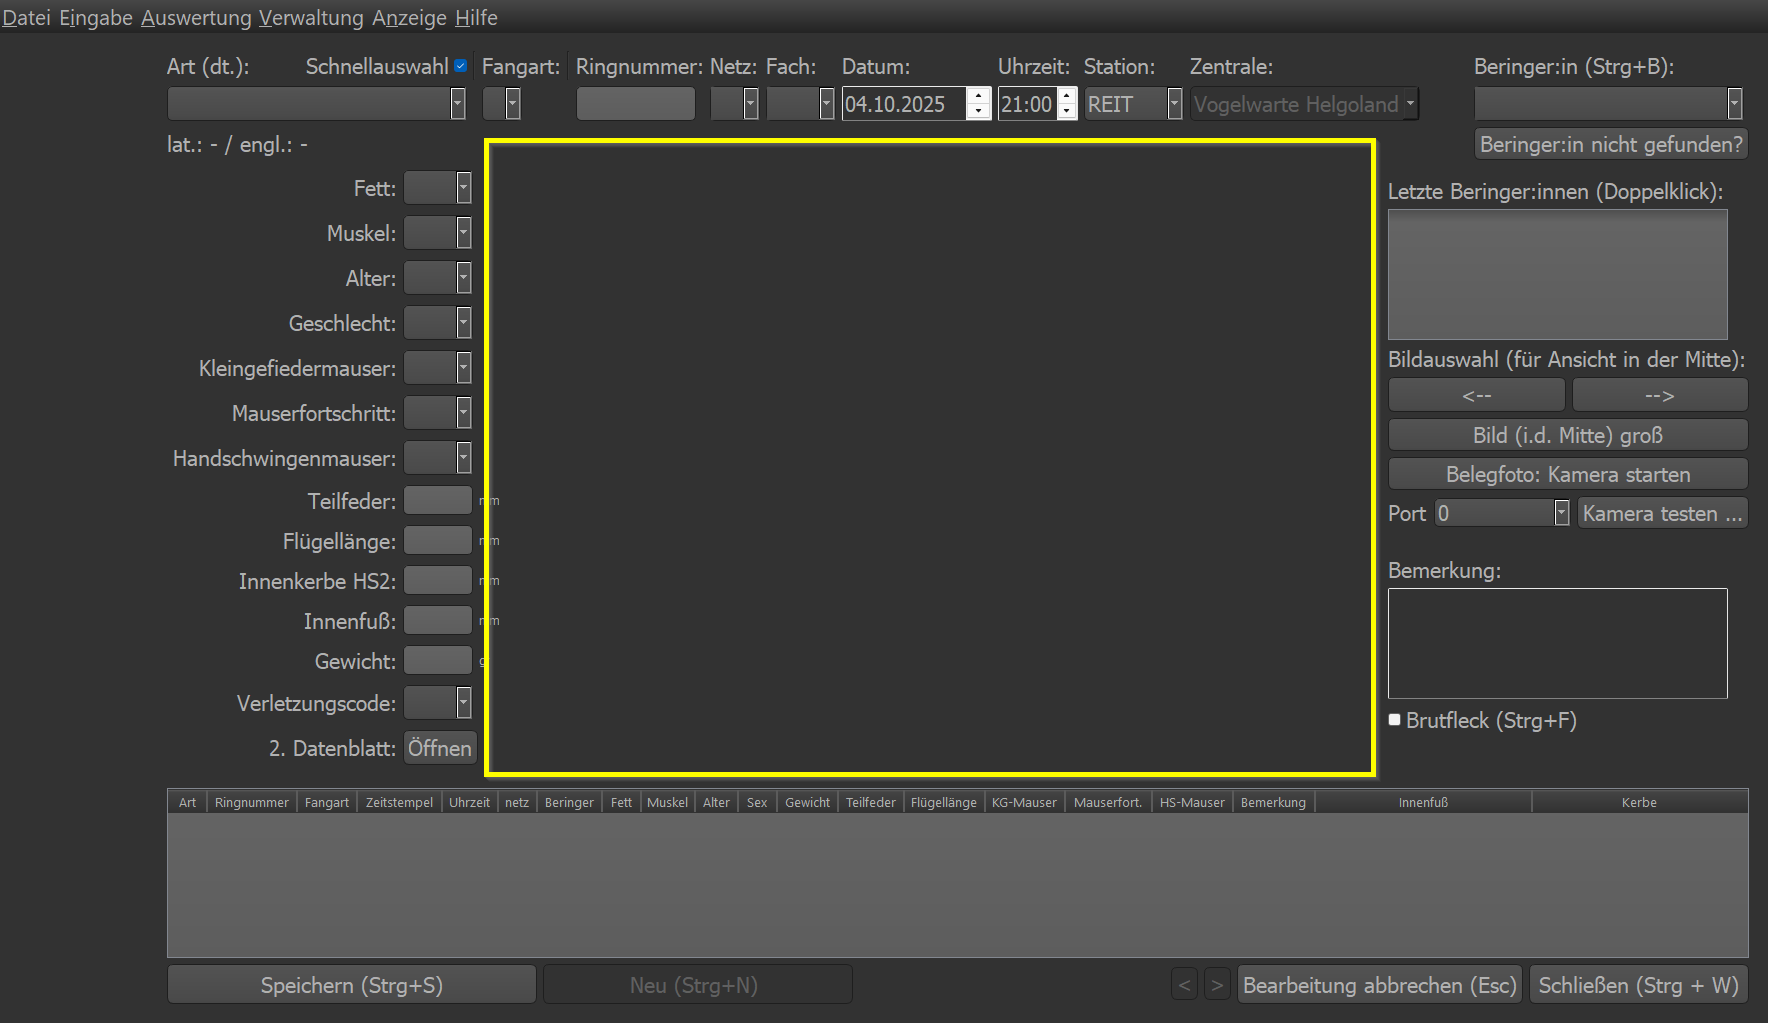 Datei Eingabe Auswertung Verwaltung Anzeige Hilfe
Art (dt.): Schnellauswahl Fangart: Ringnummer: Netz: Fach: Datum: Uhrzeit: Station: Zentrale: Beringer:in (Strg+B):
04.10.2025 21:00 REIT Vogelwarte Helgoland
lat.: - / engl.: - Beringer:in nicht gefunden?
Fett:
Letzte Beringer:innen (Doppelklick):
Muskel:
Alter:
Geschlecht:
Kleingefiedermauser:
Bildauswahl (für Ansicht in der Mitte):
<-- -->
Mauserfortschritt:
Bild (i.d. Mitte) groß
Handschwingenmauser:
Belegfoto: Kamera starten
Teilfeder:
Port 0 Kamera testen ...
Flügellänge:
Bemerkung:
Innenkerbe HS2:
Innenfuß:
Gewicht:
Verletzungscode:
Brutfleck (Strg+F)
2. Datenblatt: Öffnen
Art Ringnummer Fangart Zeitstempel Uhrzeit netz Beringer Fett Muskel Alter Sex Gewicht Teilfeder Flügellänge KG-Mauser Mauserfort. HS-Mauser Bemerkung Innenfuß Kerbe
Speichern (Strg+S) Neu (Strg+N) < > Bearbeitung abbrechen (Esc) Schließen (Strg + W)